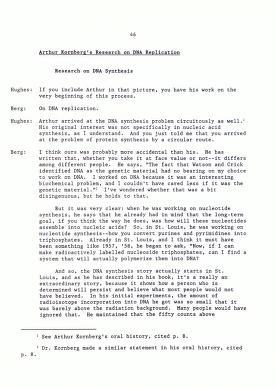 46
Arthur Kornberg's Research on DNA Replication
Research on DNA Synthesis
Hughes: If you include Arthur in that picture, you have his work on the
very beginning of this process.
Berg: On DNA replication.
Hughes: Arthur arrived at the DNA synthesis problem circuitously as well.¹
His original interest was not specifically in nucleic acid
synthesis, as I understand. And you just told me that you arrived
at the problem of protein synthesis by a circular route.
Berg: I think ours was probably more accidental than his. He has
written that, whether you take it at face value or not--it differs
among different people. He says, "The fact that Watson and Crick
identified DNA as the genetic material had no bearing on my choice
to work on DNA. I worked on DNA because it was an interesting
biochemical problem, and I couldn't have cared less if it was the
genetic material."² I've wondered whether that was a bit
disingenuous, but he holds to that.
But it was very clear: when he was working on nucleotide
synthesis, he says that he already had in mind that the long-term
goal, if you think the way he does, was how will these nucleotides
assemble into nucleic acids? So, in St. Louis, he was working on
nucleotide synthesis--how you convert purines and pyrimidines into
triphosphates. Already in St. Louis, and I think it must have
been something like 1957, '58, he began to ask, "Now, if I can
make radioactively labelled nucleotide triphosphates, can I find a
system that will actually polymerize them into DNA?
And so, the DNA synthesis story actually starts in St.
Louis, and as he has described in his book, it's a really an
extraordinary story, because it shows how a person who is
determined will persist and believe what most people would not
have believed. In his initial experiments, the amount of
radioisotope incorporation into DNA he got was so small that it
was barely above the radiation background. Many people would have
ignored that. He maintained that the fifty counts above
¹ See Arthur Kornberg's oral history, cited p. 8.
² Dr. Kornberg made a similar statement in his oral history, cited
p. 8.